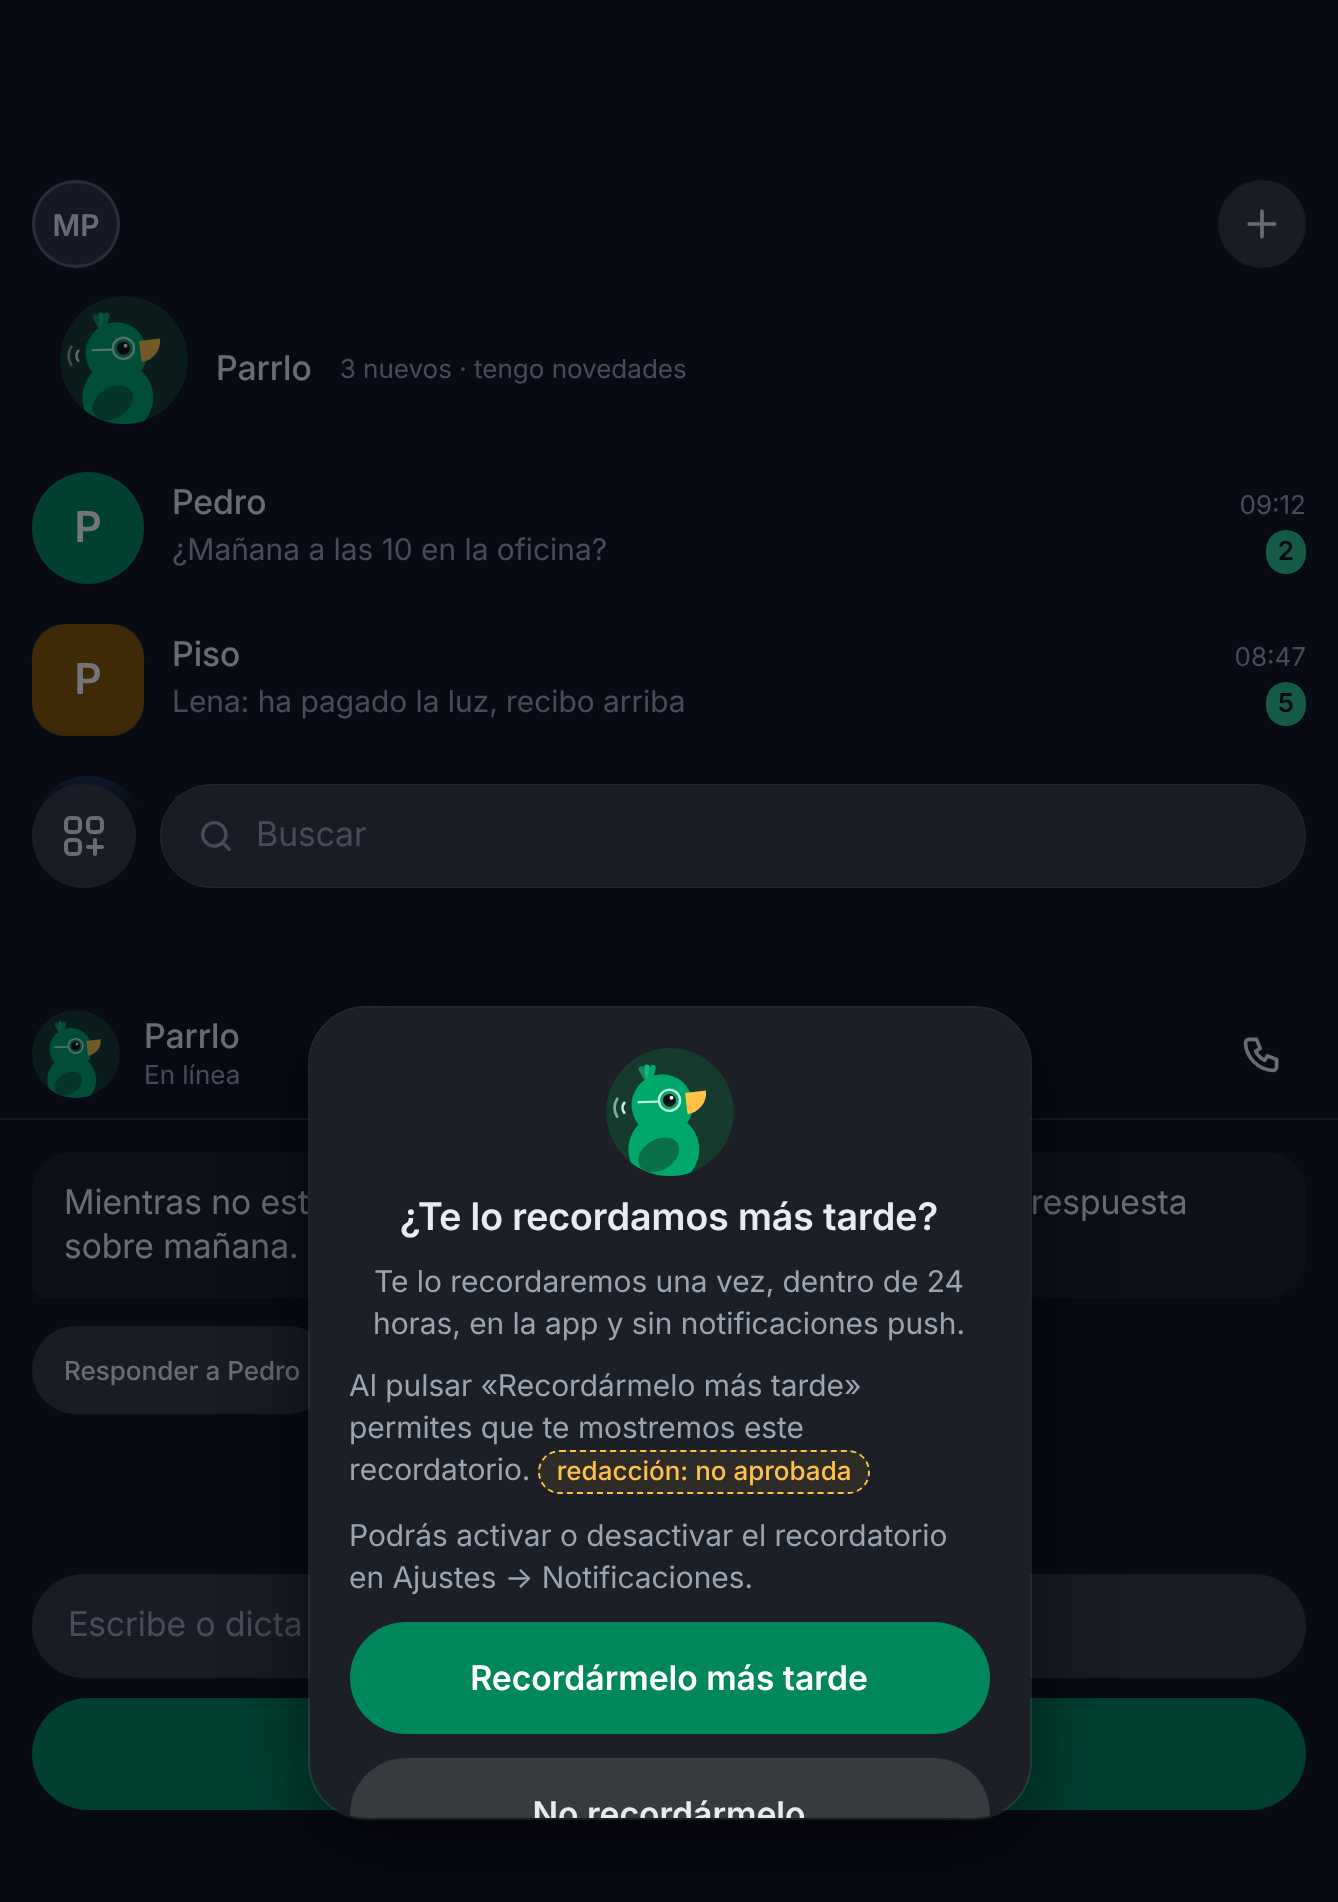 MP
Parrlo 3 nuevos · tengo novedades
Pedro
09:12
¿Mañana a las 10 en la oficina?
2
P
Piso
08:47
Lena: ha pagado la luz, recibo arriba
5
P
Buscar
Parrlo
En línea
Mientras no est
respuesta
sobre mañana.
Responder a Pedro
Escribe o dicta
¿Te lo recordamos más tarde?
Te lo recordaremos una vez, dentro de 24
horas, en la app y sin notificaciones push.
Al pulsar «Recordármelo más tarde»
permites que te mostremos este
recordatorio. redacción: no aprobada
Podrás activar o desactivar el recordatorio
en Ajustes → Notificaciones.
Recordármelo más tarde
No recordármelo